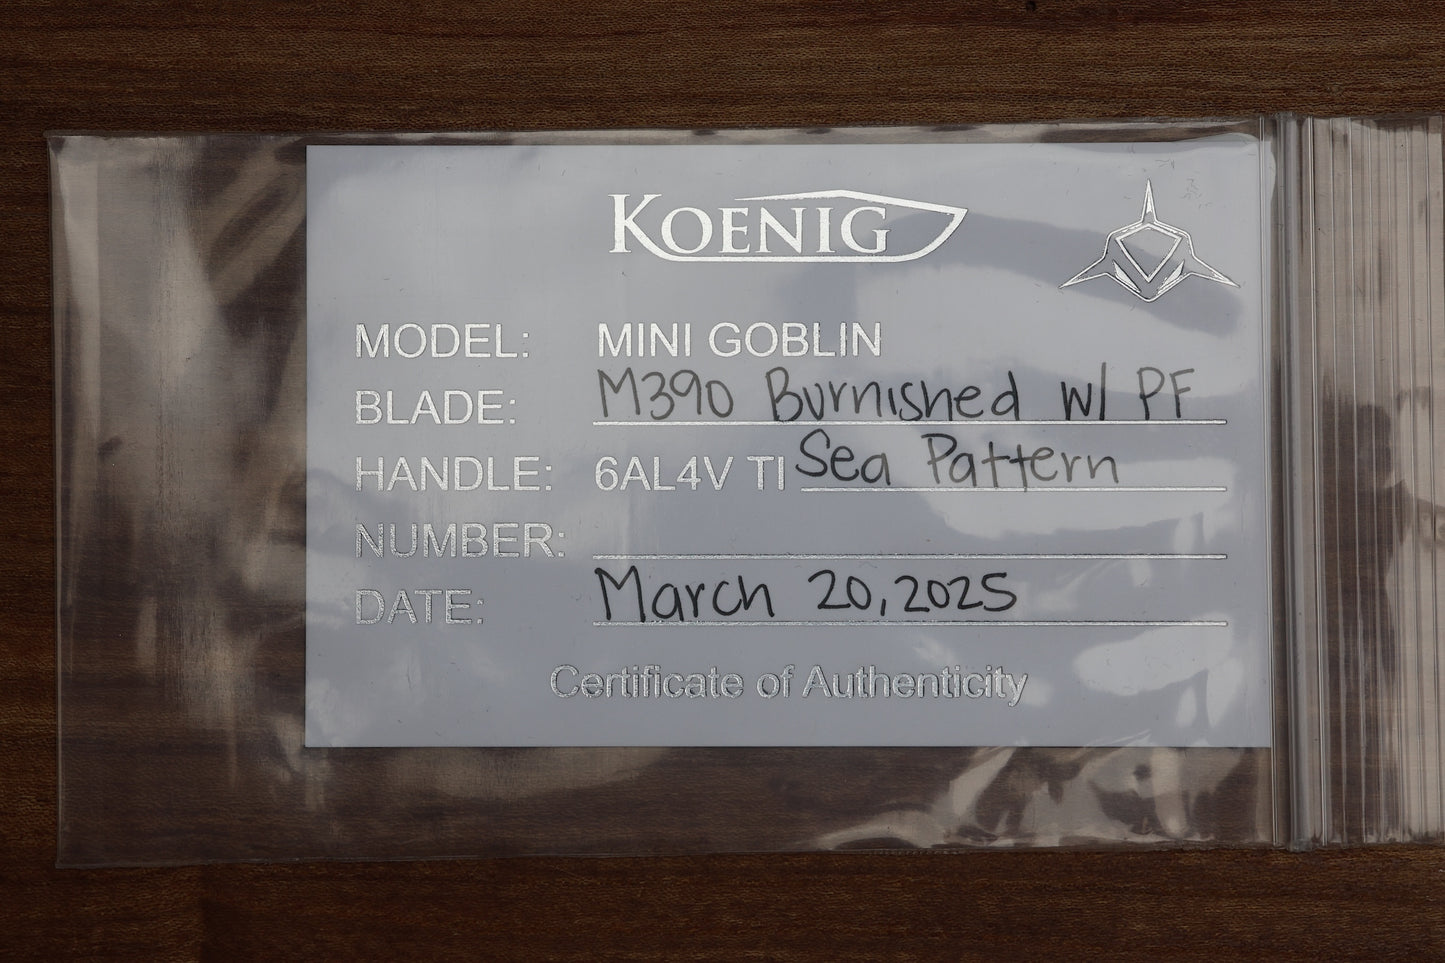 KOENIG
MODEL: MINI GOBLIN
BLADE: M390 Burnished w/ PF
HANDLE: 6AL4V TI Sea Pattern
NUMBER:
DATE: March 20, 2025
Certificate of Authenticity